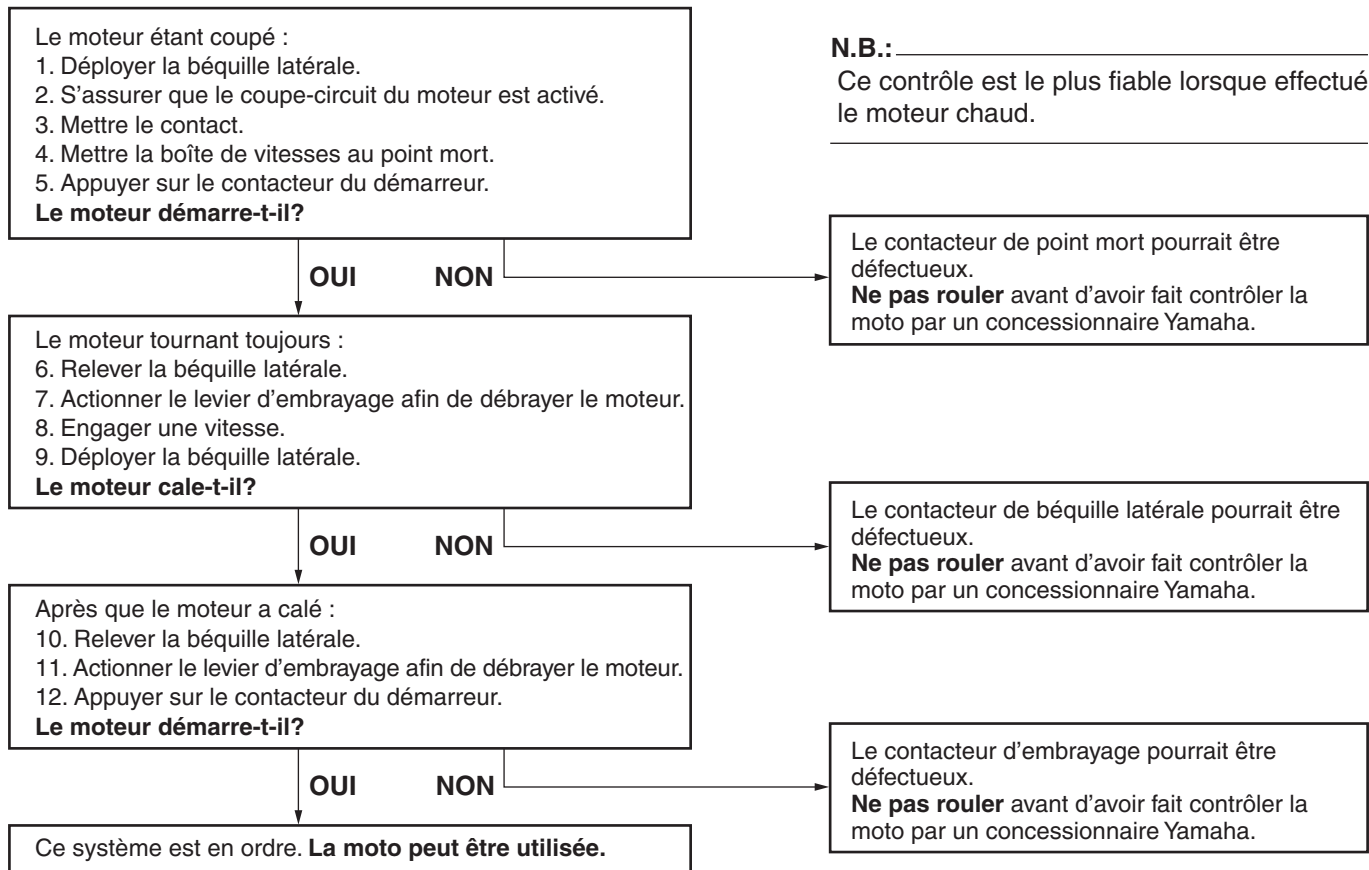 Le moteur étant coupé :
1. Déployer la béquille latérale.
2. S'assurer que le coupe-circuit du moteur est activé.
3. Mettre le contact.
4. Mettre la boîte de vitesses au point mort.
5. Appuyer sur le contacteur du démarreur.
Le moteur démarre-t-il?
N.B.:
Ce contrôle est le plus fiable lorsque effectué
le moteur chaud.
OUI NON
Le contacteur de point mort pourrait être
défectueux.
Ne pas rouler avant d'avoir fait contrôler la
moto par un concessionnaire Yamaha.
Le moteur tournant toujours :
6. Relever la béquille latérale.
7. Actionner le levier d'embrayage afin de débrayer le moteur.
8. Engager une vitesse.
9. Déployer la béquille latérale.
Le moteur cale-t-il?
OUI NON
Le contacteur de béquille latérale pourrait être
défectueux.
Ne pas rouler avant d'avoir fait contrôler la
moto par un concessionnaire Yamaha.
Après que le moteur a calé :
10. Relever la béquille latérale.
11. Actionner le levier d'embrayage afin de débrayer le moteur.
12. Appuyer sur le contacteur du démarreur.
Le moteur démarre-t-il?
OUI NON
Le contacteur d'embrayage pourrait être
défectueux.
Ne pas rouler avant d'avoir fait contrôler la
moto par un concessionnaire Yamaha.
Ce système est en ordre. La moto peut être utilisée.